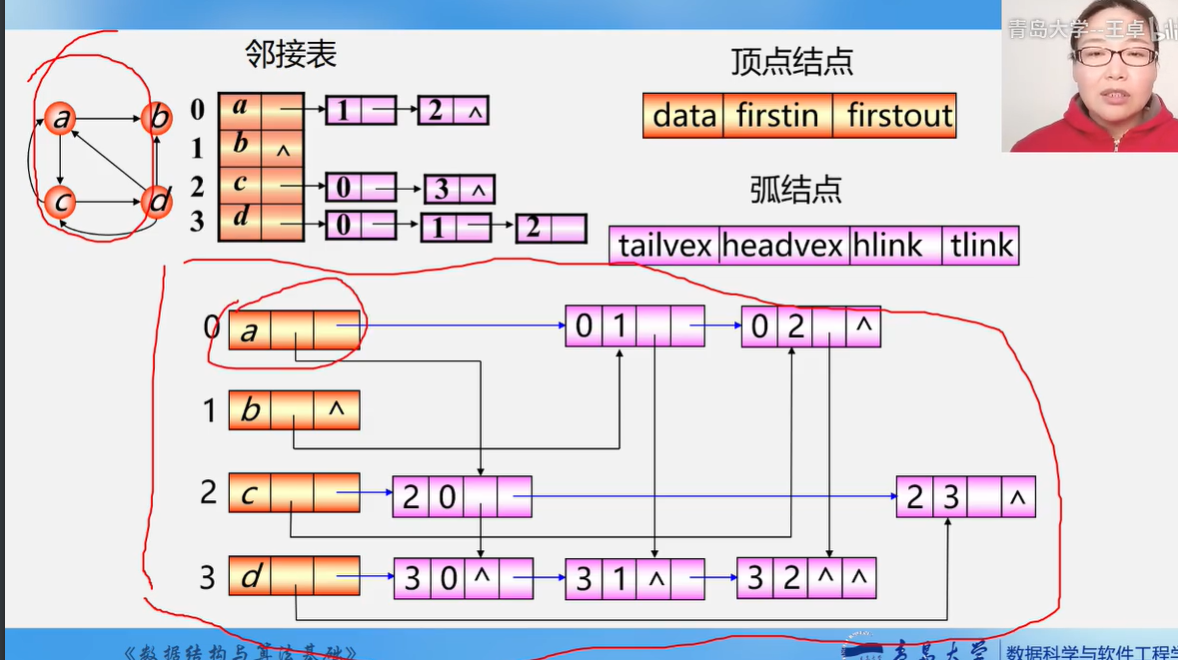 青岛大学--王卓
邻接表
顶点结点
data firstin firstout
弧结点
tailvex headvex hlink tlink
a b
c d
0 a 1 2 ^
1 b ^
2 c 0 3 ^
3 d 0 1 2
0 a 0 1 0 2 ^
1 b ^
2 c 2 0 2 3 ^
3 d 3 0 ^ 3 1 ^ 3 2 ^ ^
《数据结构与算法基础》
青岛大学
数据科学与软件工程学